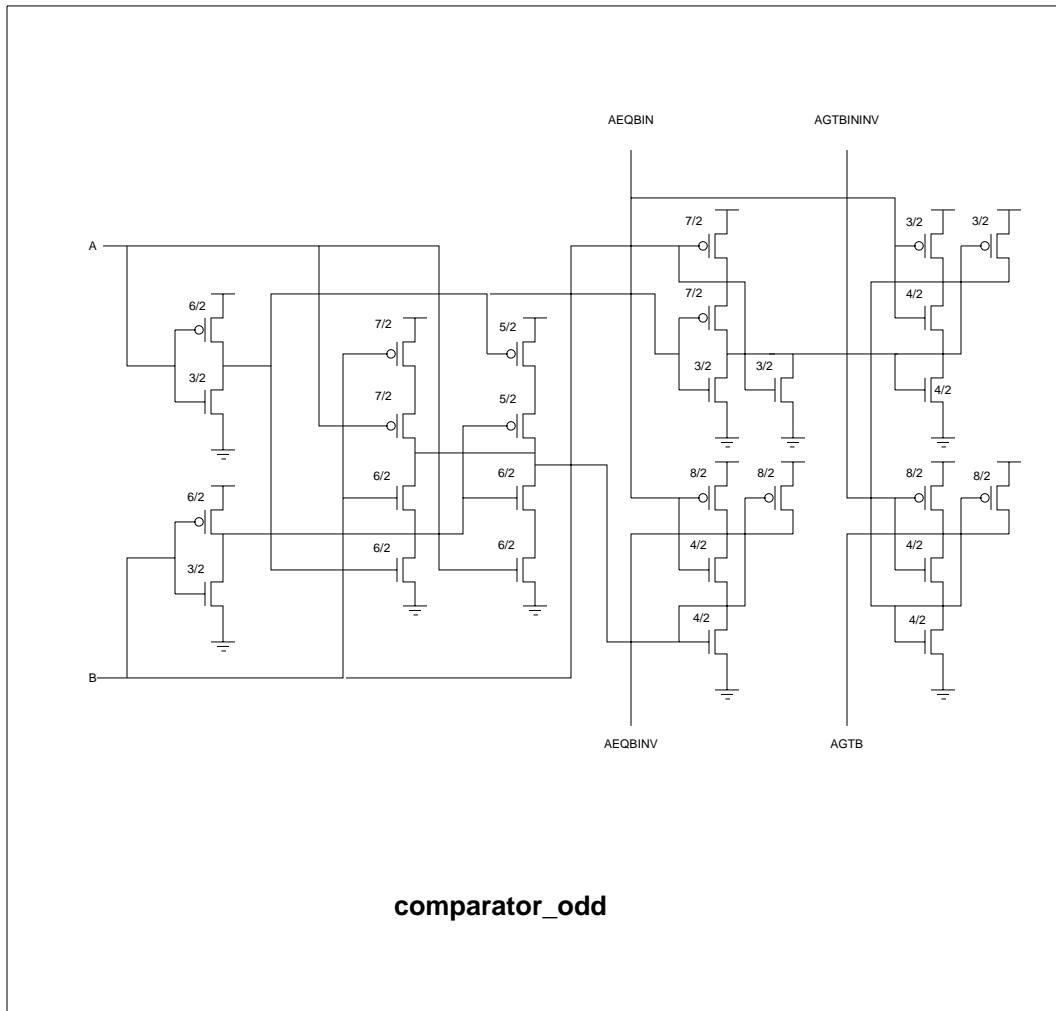 AEQBIN AGTBININV
7/2 3/2 3/2
A
6/2 7/2 4/2
7/2 5/2
3/2 3/2 3/2
7/2 5/2 4/2
6/2 6/2 8/2 8/2 8/2 8/2
6/2
6/2 6/2 4/2 4/2
3/2
4/2 4/2
B
AEQBINV AGTB
comparator_odd